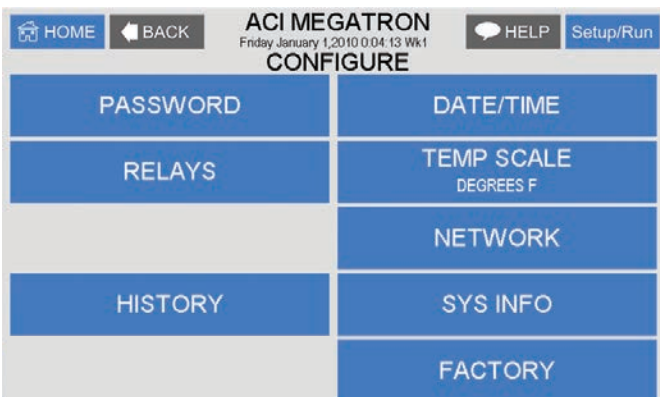 HOME
BACK
ACI MEGATRON
Friday January 1,2010 0:04:13 Wk1
CONFIGURE
HELP
Setup/Run
PASSWORD
DATE/TIME
RELAYS
TEMP SCALE
DEGREES F
NETWORK
HISTORY
SYS INFO
FACTORY